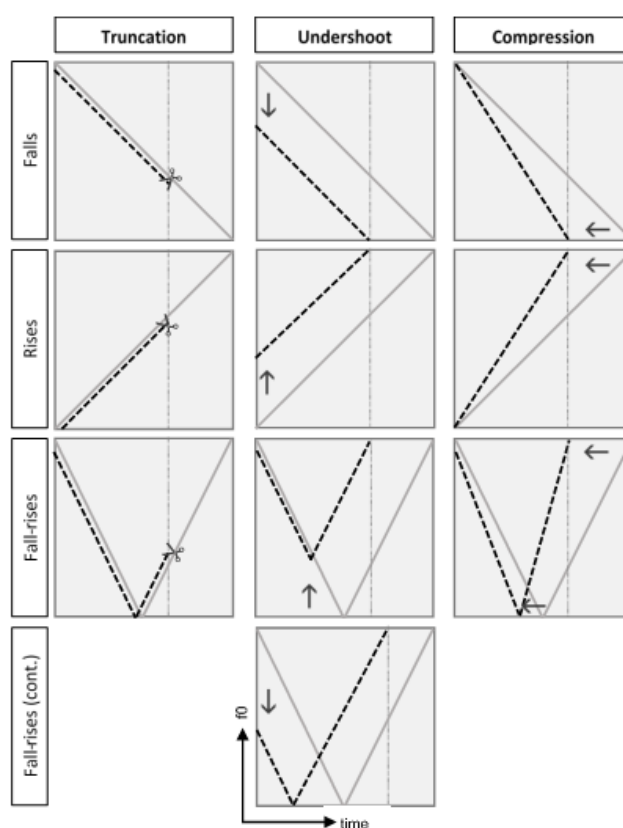 Truncation
Undershoot
Compression
Falls
Rises
Fall-rises
Fall-rises (cont.)
f0
time